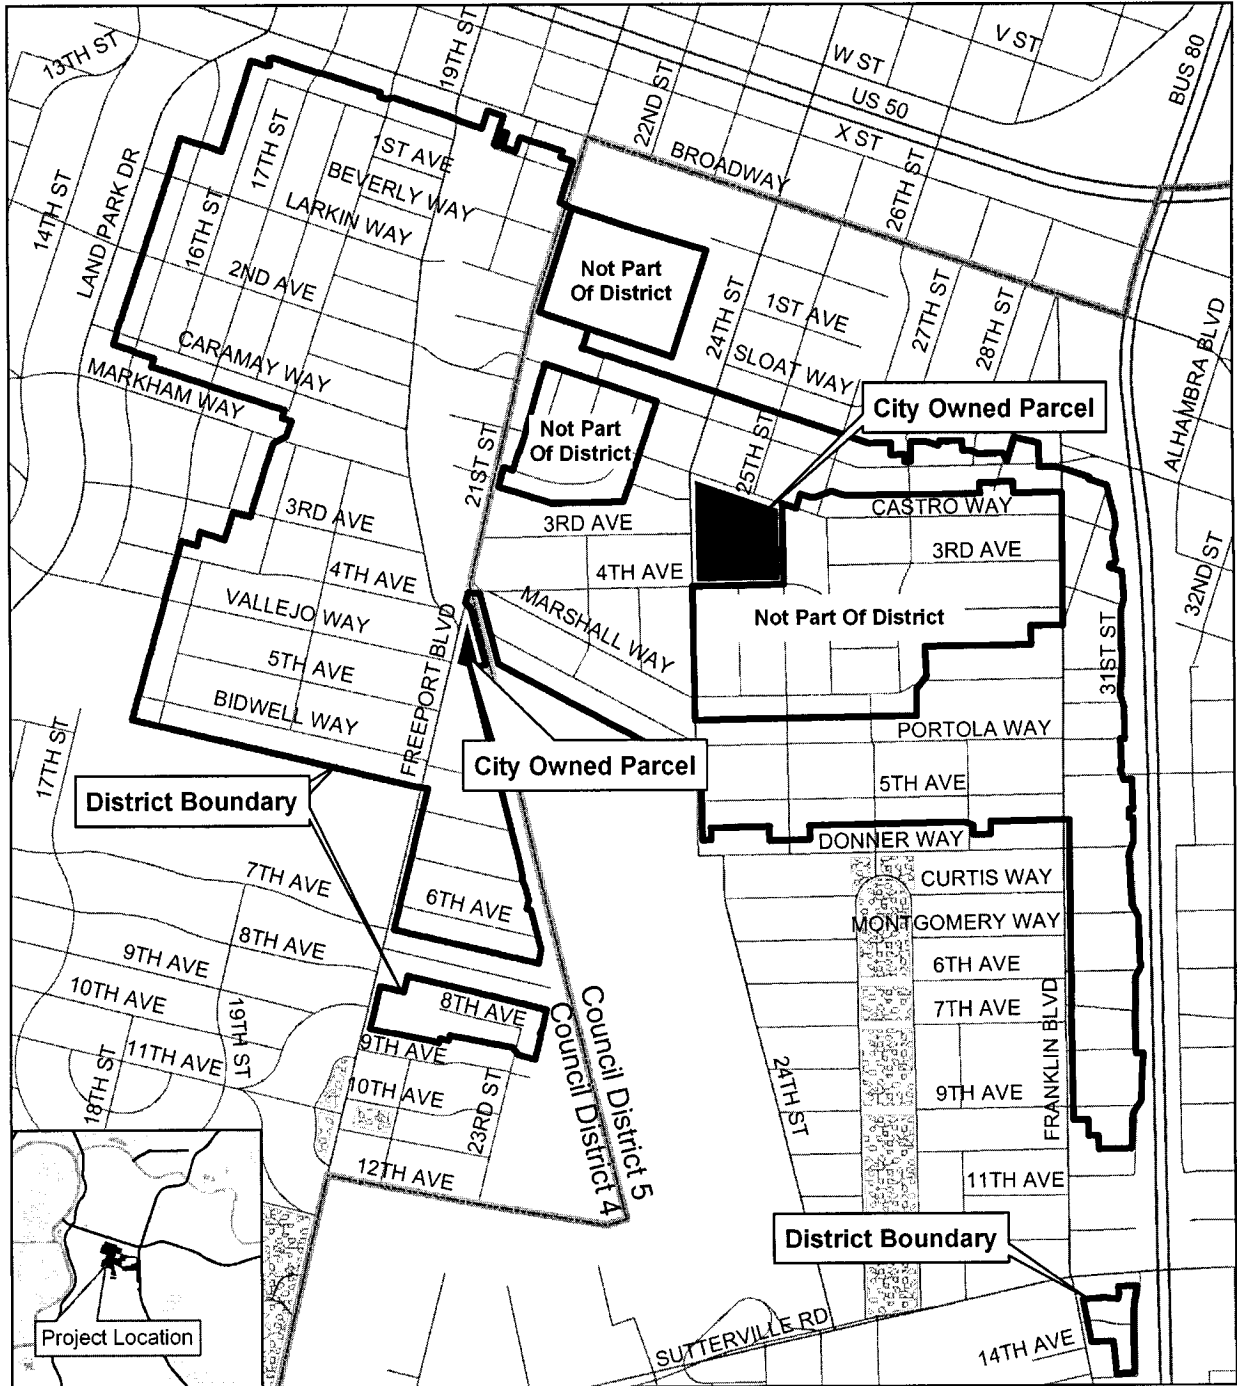 13TH ST
19TH ST
V ST
W ST
US 50
X ST
BUS 80
22ND ST
BROADWAY
17TH ST
1ST AVE
BEVERLY WAY
LARKIN WAY
14TH ST
LAND PARK DR
16TH ST
2ND AVE
26TH ST
Not Part
Of District
24TH ST
1ST AVE
27TH ST
28TH ST
SLOAT WAY
ALHAMBRA BLVD
CARAMAY WAY
MARKHAM WAY
City Owned Parcel
Not Part
Of District
21ST ST
25TH ST
3RD AVE
3RD AVE
CASTRO WAY
3RD AVE
4TH AVE
4TH AVE
32ND ST
VALLEJO WAY
MARSHALL WAY
Not Part Of District
5TH AVE
BIDWELL WAY
FREEPORT BLVD
31ST ST
PORTOLA WAY
17TH ST
City Owned Parcel
District Boundary
5TH AVE
DONNER WAY
7TH AVE
6TH AVE
CURTIS WAY
MONTGOMERY WAY
8TH AVE
9TH AVE
6TH AVE
10TH AVE
19TH ST
8TH AVE
7TH AVE
FRANKLIN BLVD
Council District 5
Council District 4
11TH AVE
18TH ST
9TH AVE
10TH AVE
23RD ST
24TH ST
9TH AVE
12TH AVE
11TH AVE
District Boundary
Project Location
SUTTERVILLE RD
14TH AVE